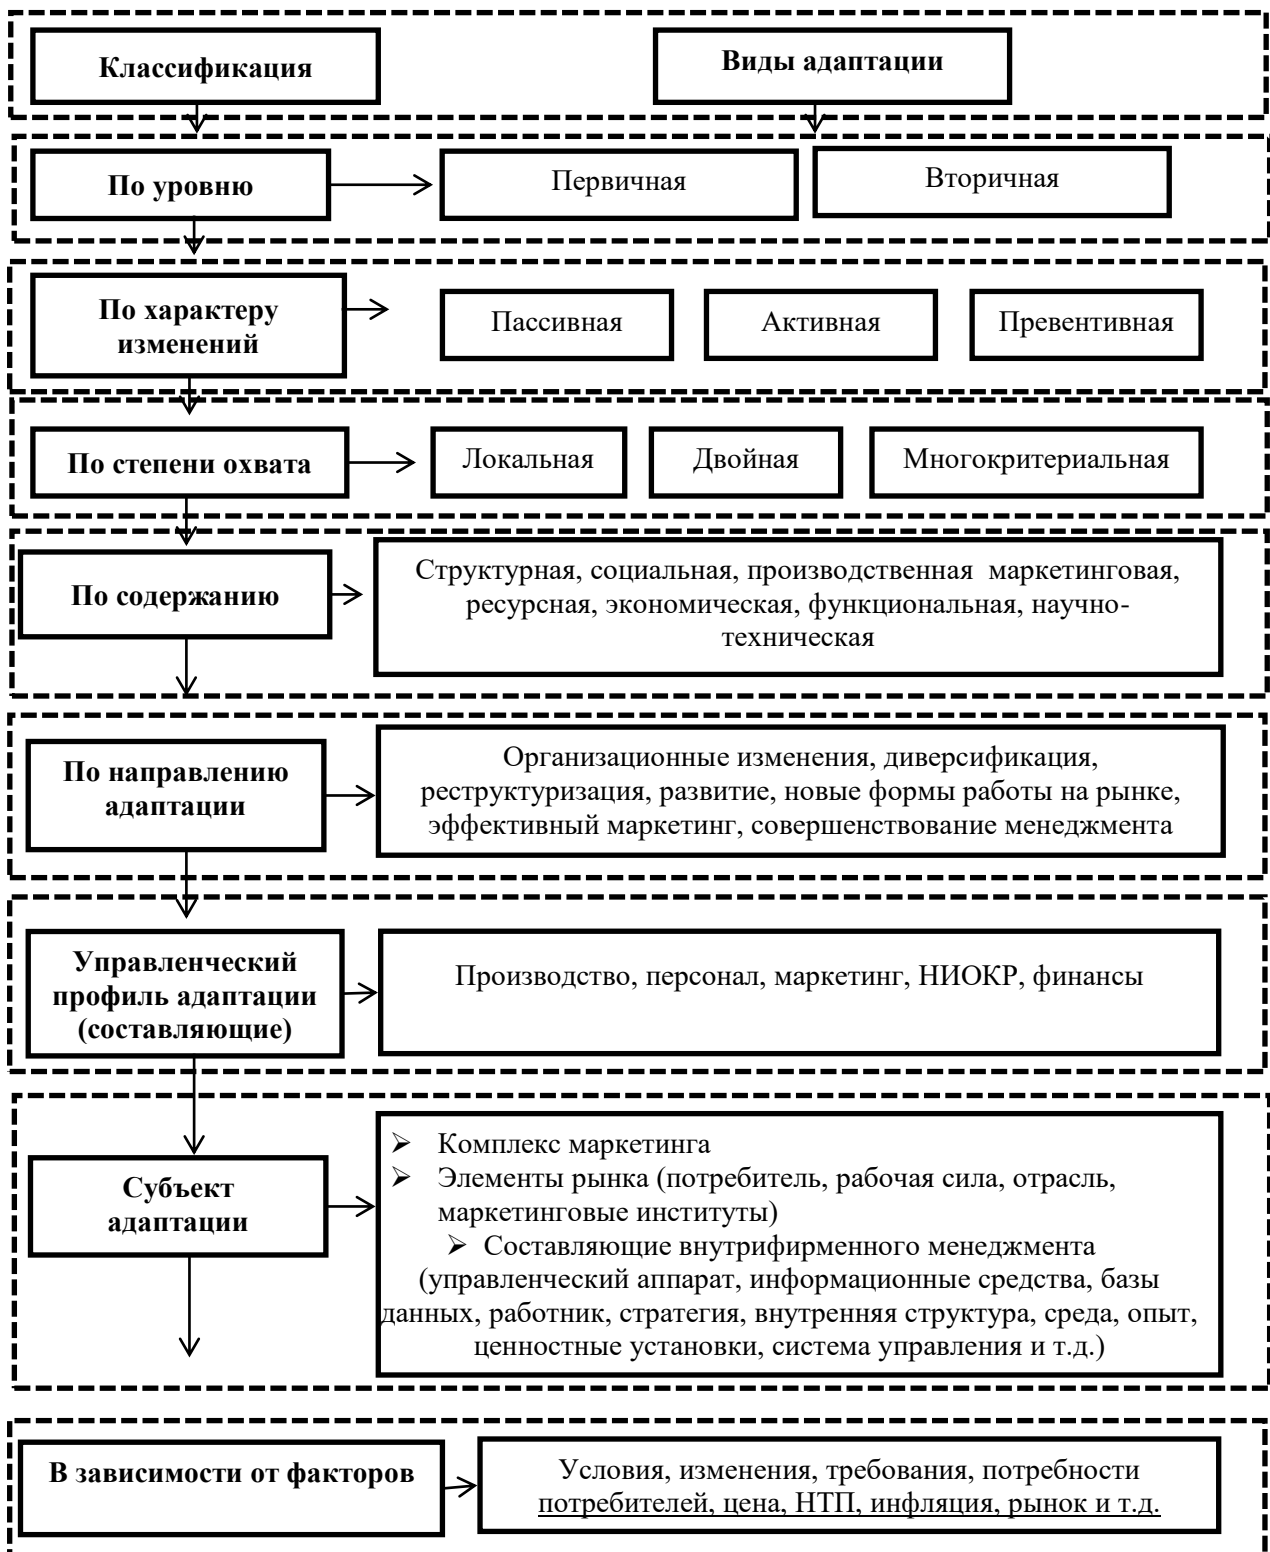 Классификация
Виды адаптации
По уровню
Первичная
Вторичная
По характеру
изменений
Пассивная
Активная
Превентивная
По степени охвата
Локальная
Двойная
Многокритериальная
По содержанию
Структурная, социальная, производственная  маркетинговая,
ресурсная, экономическая, функциональная, научно-
техническая
По направлению
адаптации
Организационные изменения, диверсификация,
реструктуризация, развитие, новые формы работы на рынке,
эффективный маркетинг, совершенствование менеджмента
Управленческий
профиль адаптации
(составляющие)
Производство, персонал, маркетинг, НИОКР, финансы
Субъект
адаптации
➢ Комплекс маркетинга
➢ Элементы рынка (потребитель, рабочая сила, отрасль,
маркетинговые институты)
➢ Составляющие внутрифирменного менеджмента
(управленческий аппарат, информационные средства, базы
данных, работник, стратегия, внутренняя структура, среда, опыт,
ценностные установки, система управления и т.д.)
В зависимости от факторов
Условия, изменения, требования, потребности
потребителей, цена, НТП, инфляция, рынок и т.д.